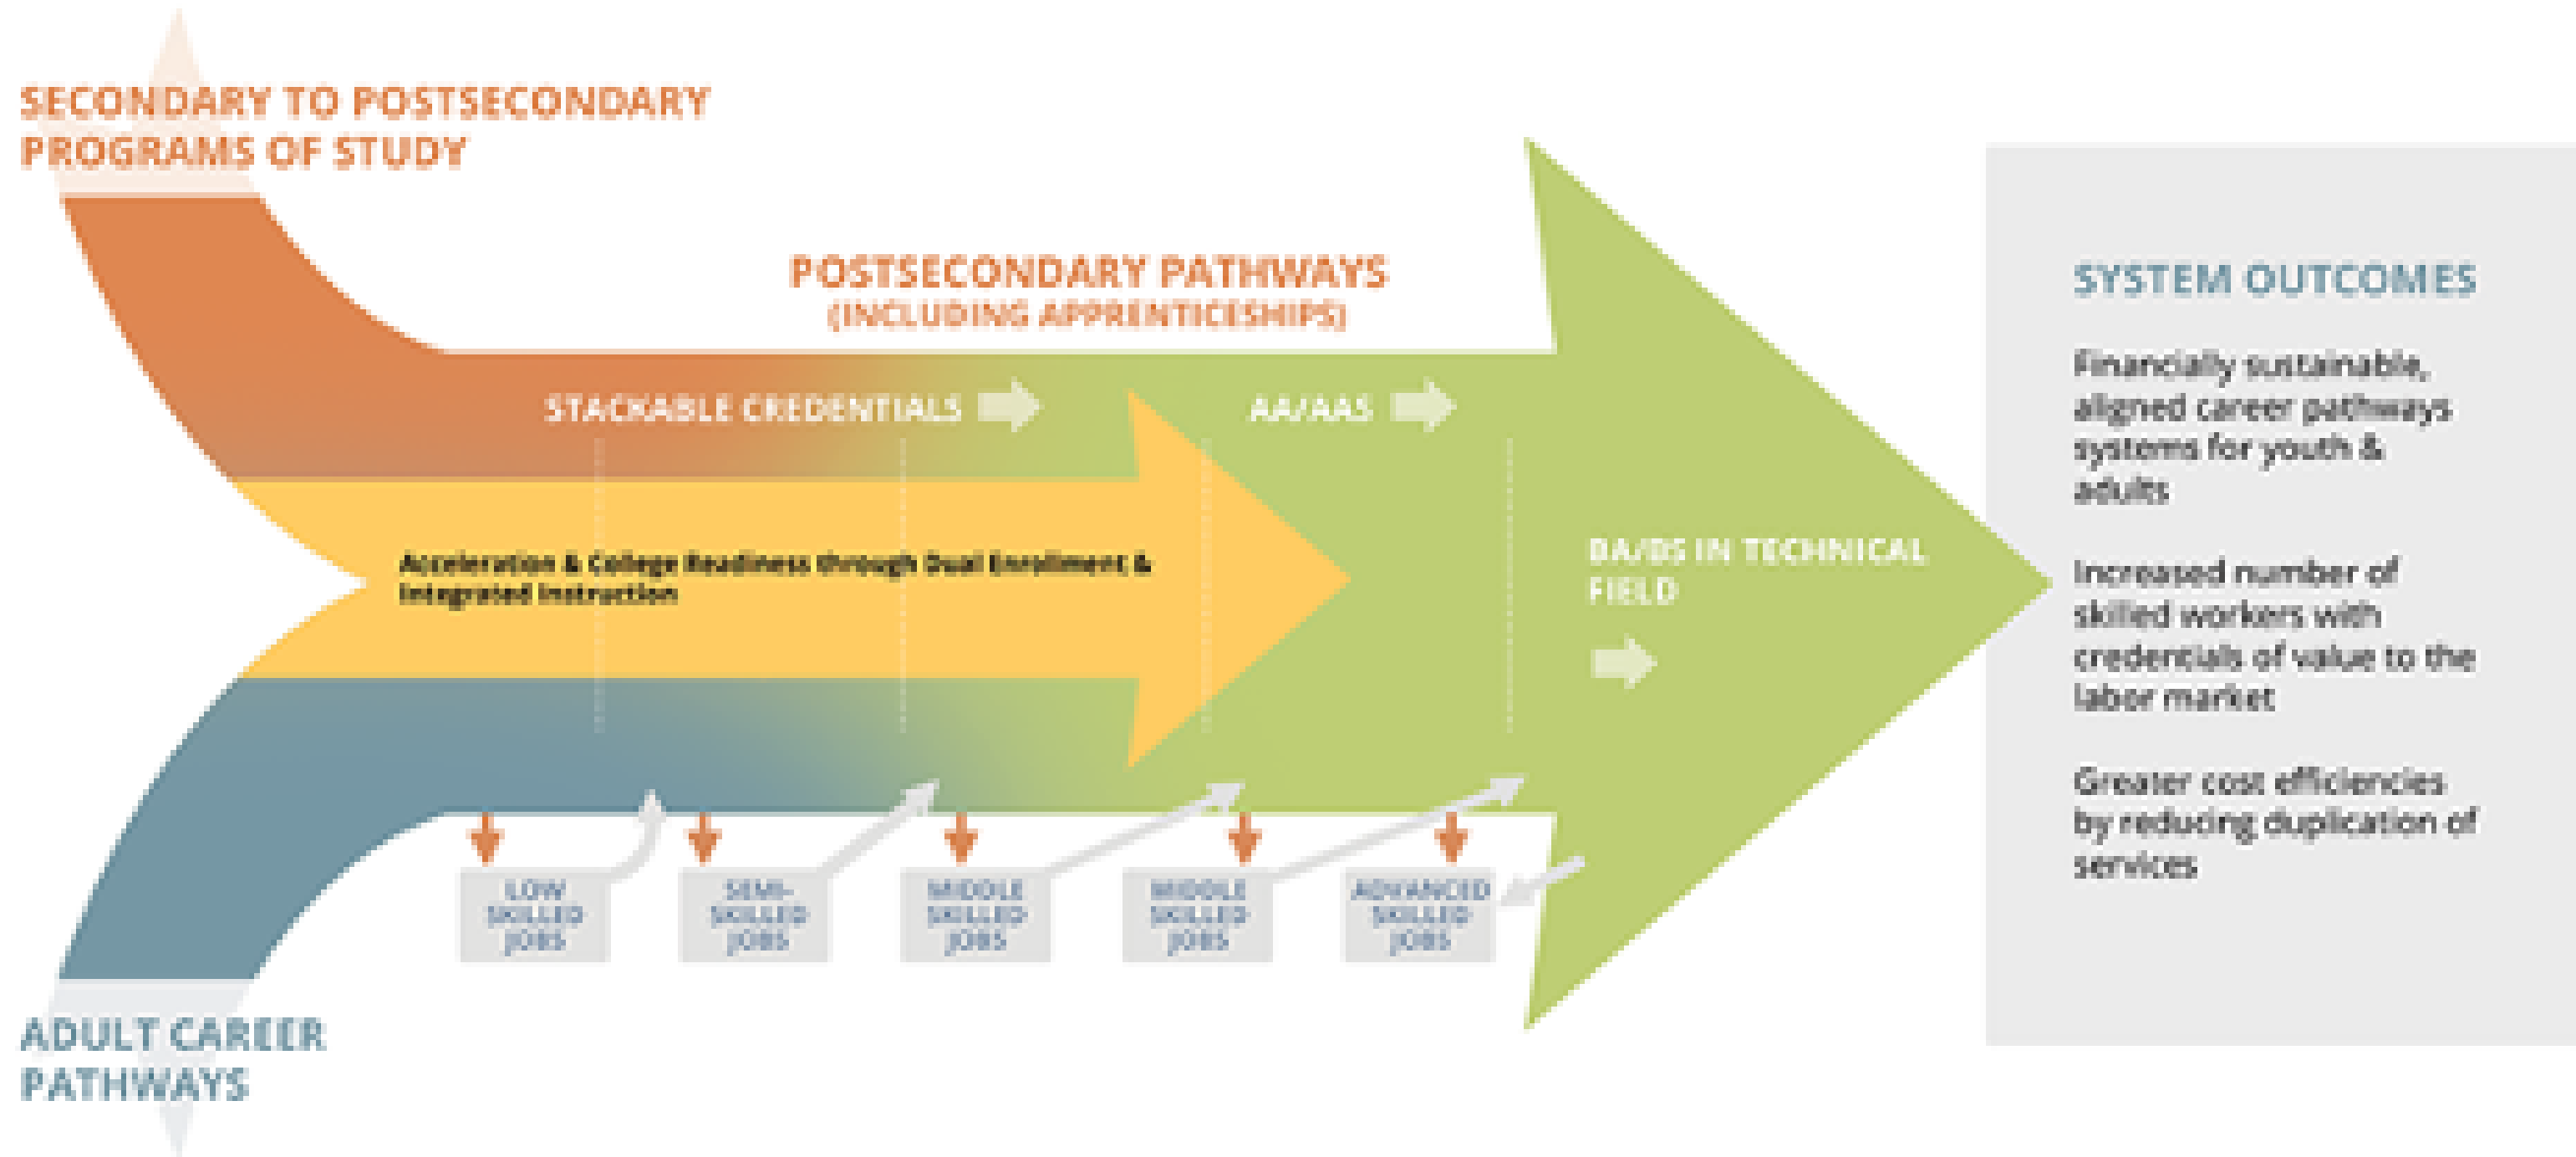 SECONDARY TO POSTSECONDARY
PROGRAMS OF STUDY
POSTSECONDARY PATHWAYS
(INCLUDING APPRENTICESHIPS)
STACKABLE CREDENTIALS
AA/AAS
Acceleration & College Readiness through Dual Enrollment &
Integrated Instruction
BA/BS IN TECHNICAL
FIELD
LOW
SKILLED
JOBS
SEMI-
SKILLED
JOBS
MIDDLE
SKILLED
JOBS
MIDDLE
SKILLED
JOBS
ADVANCED
SKILLED
JOBS
ADULT CAREER
PATHWAYS
SYSTEM OUTCOMES
Financially sustainable,
aligned career pathways
systems for youth &
adults
Increased number of
skilled workers with
credentials of value to the
labor market
Greater cost efficiencies
by reducing duplication of
services